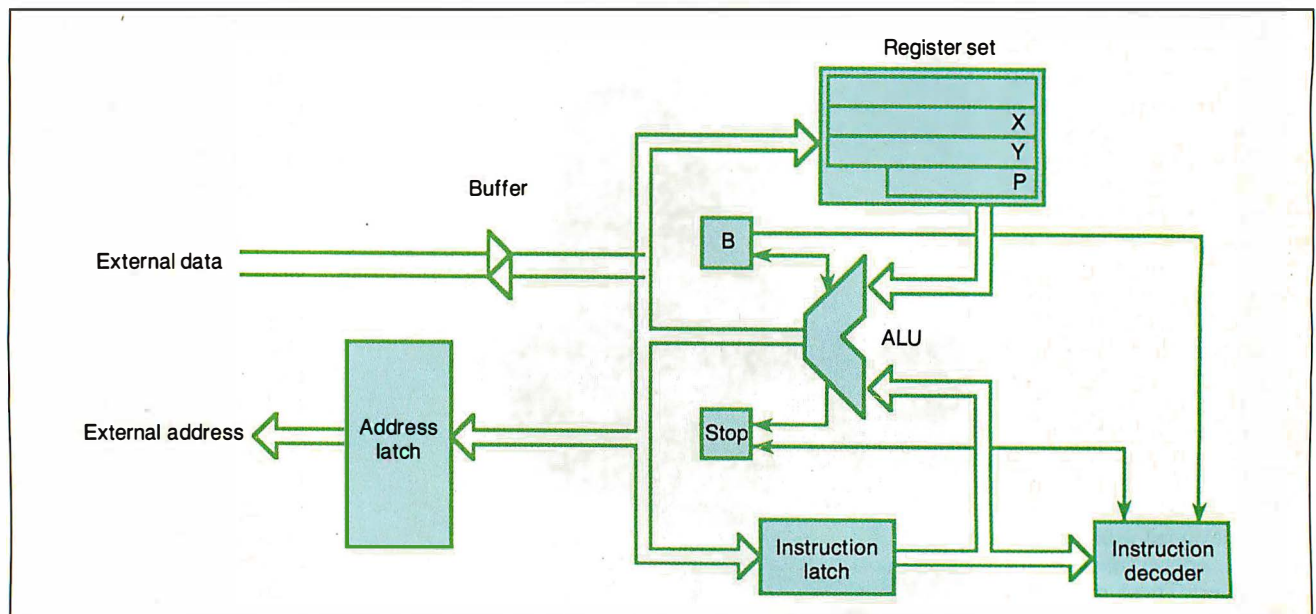 Register set
X
Y
P
Buffer
B
External data
ALU
External address
Address
latch
Stop
Instruction
latch
Instruction
decoder